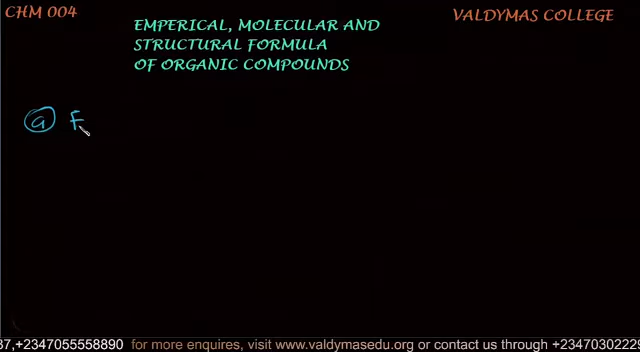 CHM 004
VALDYMAS COLLEGE
EMPERICAL, MOLECULAR AND
STRUCTURAL FORMULA
OF ORGANIC COMPOUNDS
a F
37,+2347055558890 for more enquires, visit www.valdymasedu.org or contact us through +23470302229